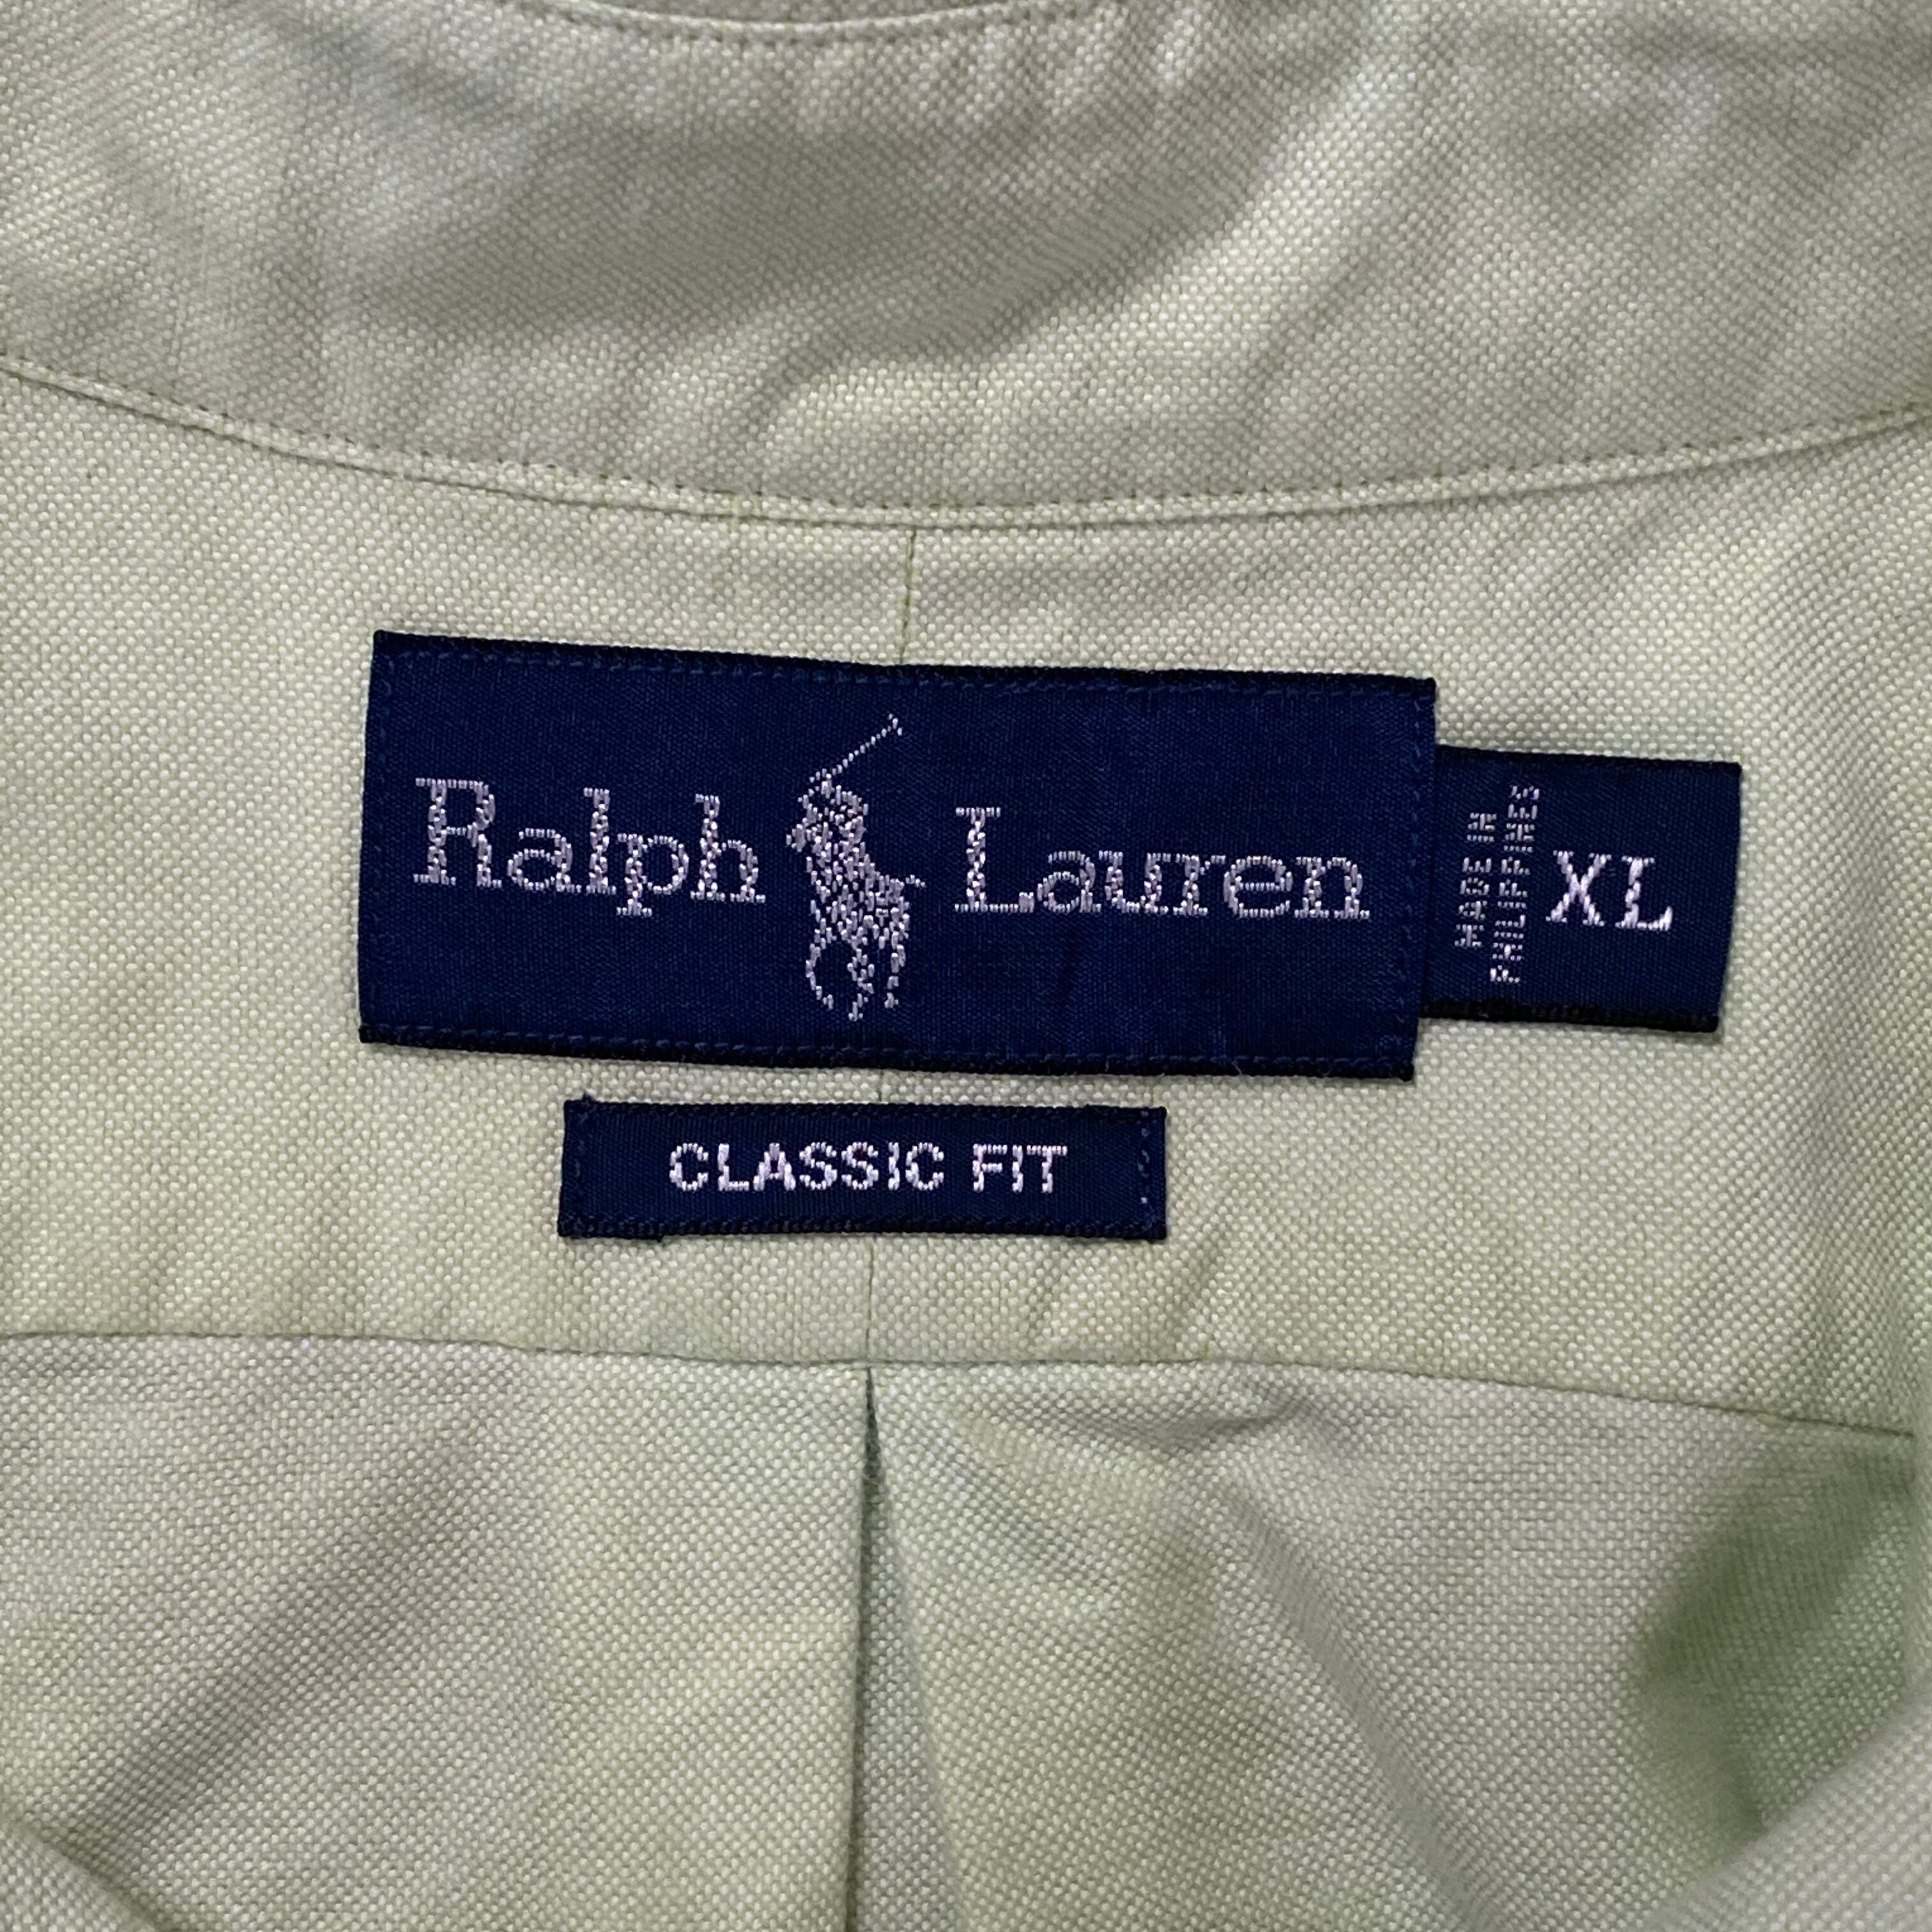 Ralph Lauren
MADE IN
PHILIPPINES
XL
CLASSIC FIT